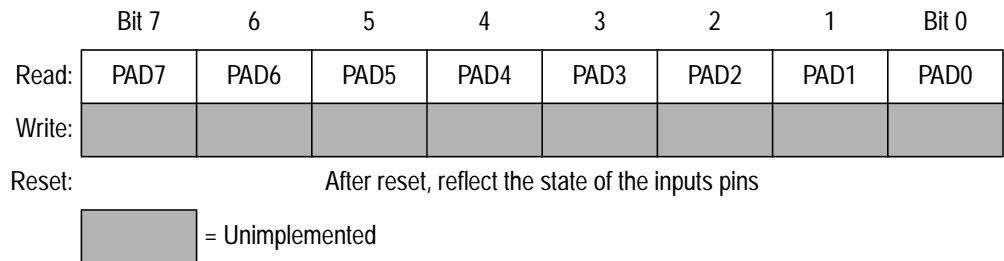 Bit 7 6 5 4 3 2 1 Bit 0
Read: PAD7 PAD6 PAD5 PAD4 PAD3 PAD2 PAD1 PAD0
Write:
Reset: After reset, reflect the state of the inputs pins
= Unimplemented